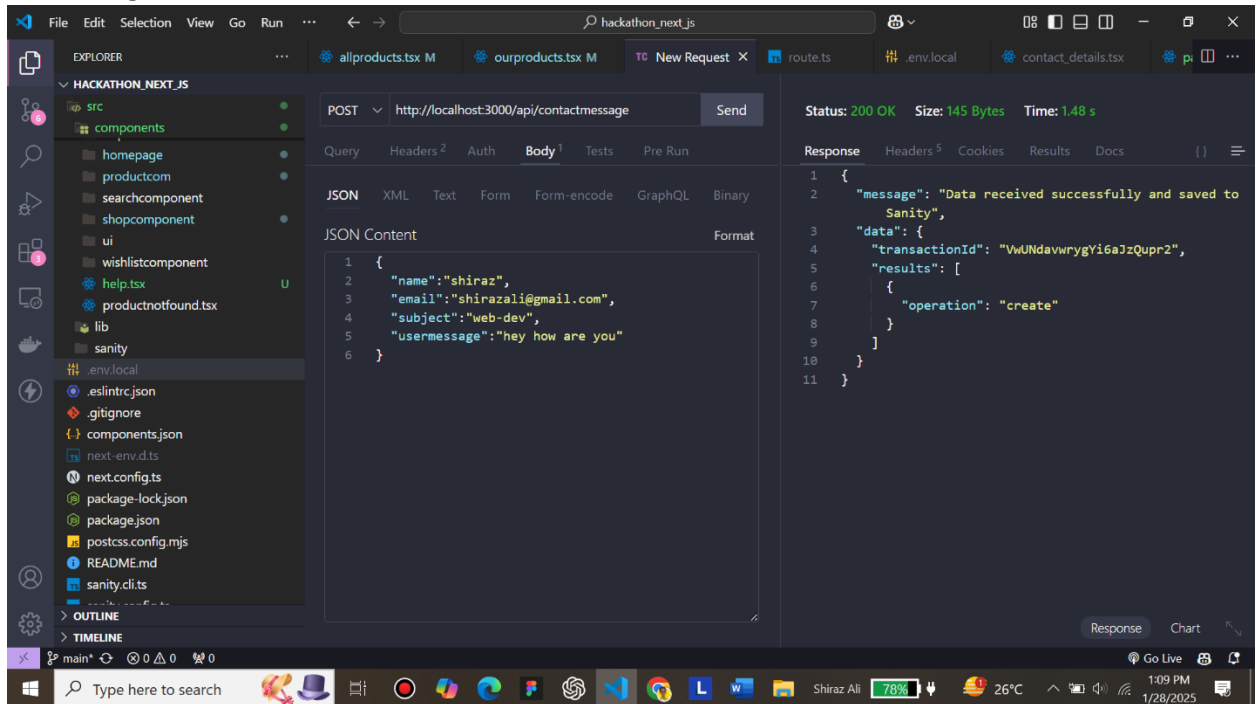 File Edit Selection View Go Run ··· hackathon_next_js
EXPLORER ···
allproducts.tsx M ourproducts.tsx M TC New Request route.ts .env.local contact_details.tsx
HACKATHON_NEXT_JS
src
components
homepage
productcom
searchcomponent
shopcomponent
ui
wishlistcomponent
help.tsx U
productnotfound.tsx
lib
sanity
.env.local
.eslintrc.json
.gitignore
components.json
next-env.d.ts
next.config.ts
package-lock.json
package.json
postcss.config.mjs
README.md
sanity.cli.ts
OUTLINE
TIMELINE
6
3
POST http://localhost:3000/api/contactmessage Send
Query Headers 2 Auth Body 1 Tests Pre Run
JSON XML Text Form Form-encode GraphQL Binary
JSON Content Format
1 {
2 "name":"shiraz",
3 "email":"shirazali@gmail.com",
4 "subject":"web-dev",
5 "usermessage":"hey how are you"
6 }
Status: 200 OK Size: 145 Bytes Time: 1.48 s
Response Headers 5 Cookies Results Docs {}
1 {
2 "message": "Data received successfully and saved to
Sanity",
3 "data": {
4 "transactionId": "VwUNdavwrygYi6aJzQupr2",
5 "results": [
6 {
7 "operation": "create"
8 }
9 ]
10 }
11 }
Response Chart
main* 0 0 0 Go Live
Type here to search Shiraz Ali 78% 26°C 1:09 PM
1/28/2025